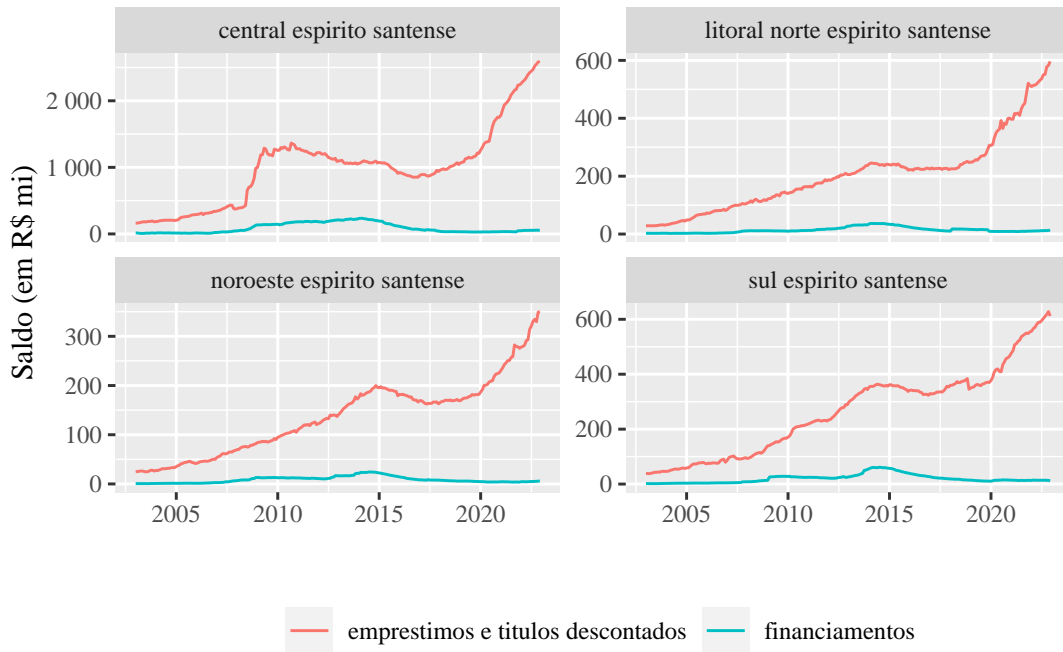 central espirito santense
litoral norte espirito santense
2 000
1 000
0
600
400
200
0
noroeste espirito santense
sul espirito santense
300
200
100
0
600
400
200
0
2005 2010 2015 2020
2005 2010 2015 2020
Saldo (em R$ mi)
emprestimos e titulos descontados financiamentos